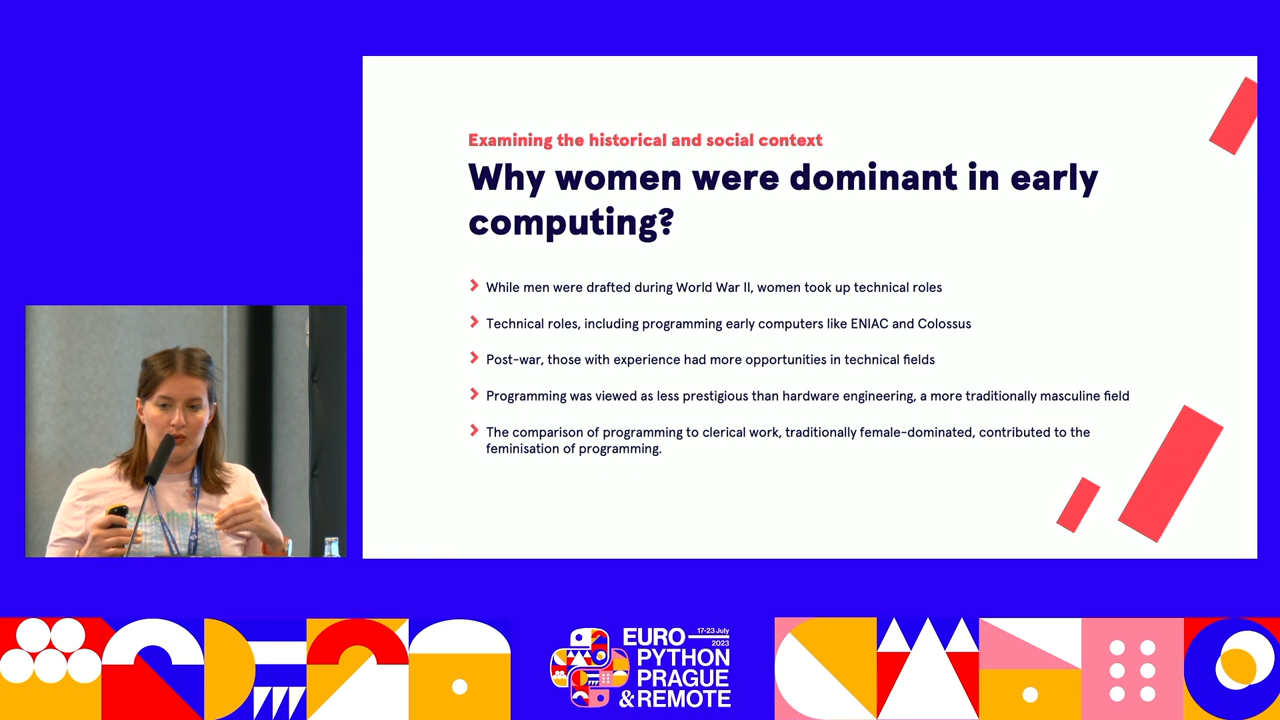 Examining the historical and social context
Why women were dominant in early
computing?
While men were drafted during World War II, women took up technical roles
Technical roles, including programming early computers like ENIAC and Colossus
Post-war, those with experience had more opportunities in technical fields
Programming was viewed as less prestigious than hardware engineering, a more traditionally masculine field
The comparison of programming to clerical work, traditionally female-dominated, contributed to the
feminisation of programming.
EURO 17-23 July
2023
PYTHON
PRAGUE
& REMOTE